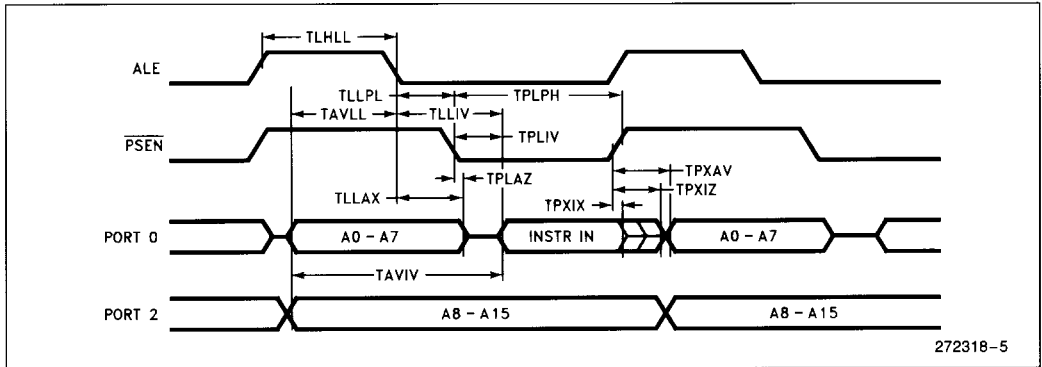 TLHLL
ALE
TLLPL
TPLPH
TAVLL
TLLIV
PSEN
TPLIV
TPXAV
TPLAZ
TPXIZ
TLLAX
TPXIX
PORT 0
A0 – A7
INSTR IN
A0 – A7
TAVIV
PORT 2
A8 – A15
A8 – A15
272318–5